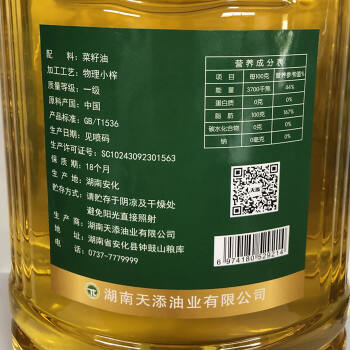 配 料：菜籽油
加工工艺：物理小榨
质量等级：一级
原料产国：中国
产品标准：GB/T1536
生产日期：见喷码
生产许可证号：SC10243092301563
保 质 期：18个月
生 产 地：湖南安化
贮存方式：请贮存于阴凉及干燥处
避免阳光直接照射
生 产 商：湖南天添油业有限公司
地 址：湖南省安化县钟鼓山粮库
电 话：0737-7779999
营养成分表
项目 每100克 营养参考值%
能 量 3700千焦 44%
蛋白质 0克 0%
脂 肪 100克 167%
碳水化合物 0克 0%
钠 0毫克 0%
6 974180 529214
湖南天添油业有限公司